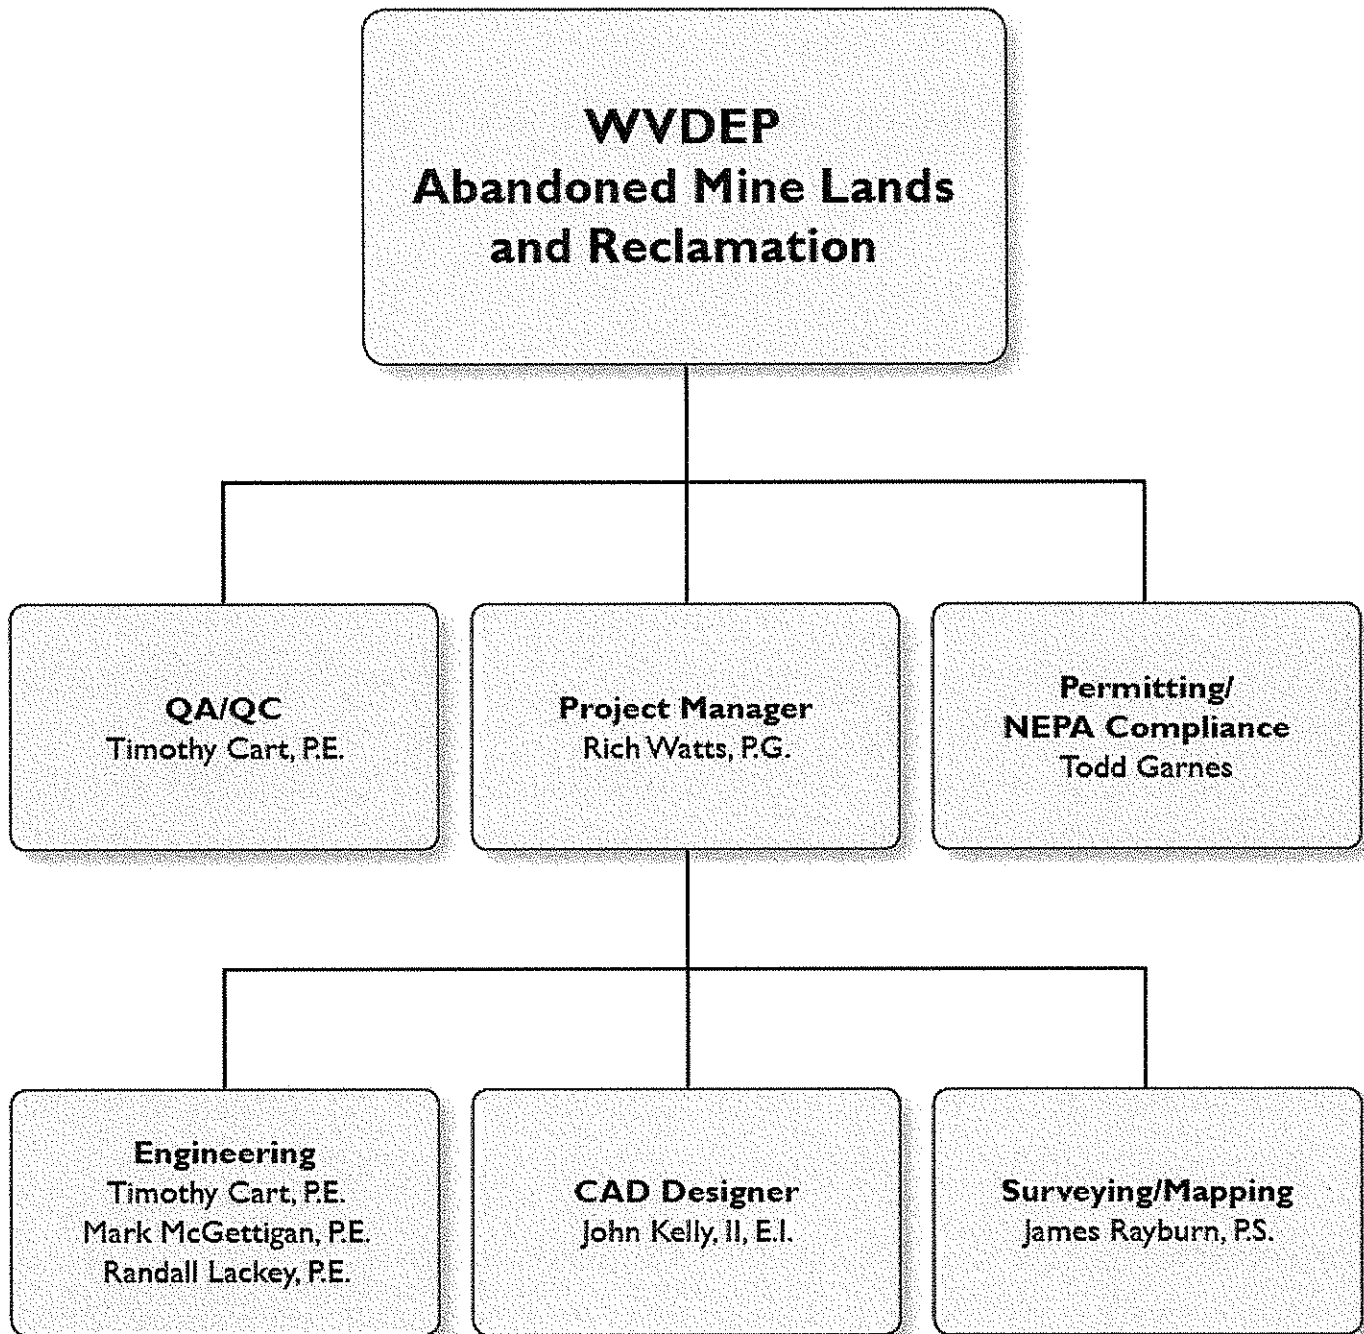 WVDEP
Abandoned Mine Lands
and Reclamation
QA/QC
Timothy Cart, P.E.
Project Manager
Rich Watts, P.G.
Permitting/
NEPA Compliance
Todd Garnes
Engineering
Timothy Cart, P.E.
Mark McGettigan, P.E.
Randall Lackey, P.E.
CAD Designer
John Kelly, II, E.I.
Surveying/Mapping
James Rayburn, P.S.